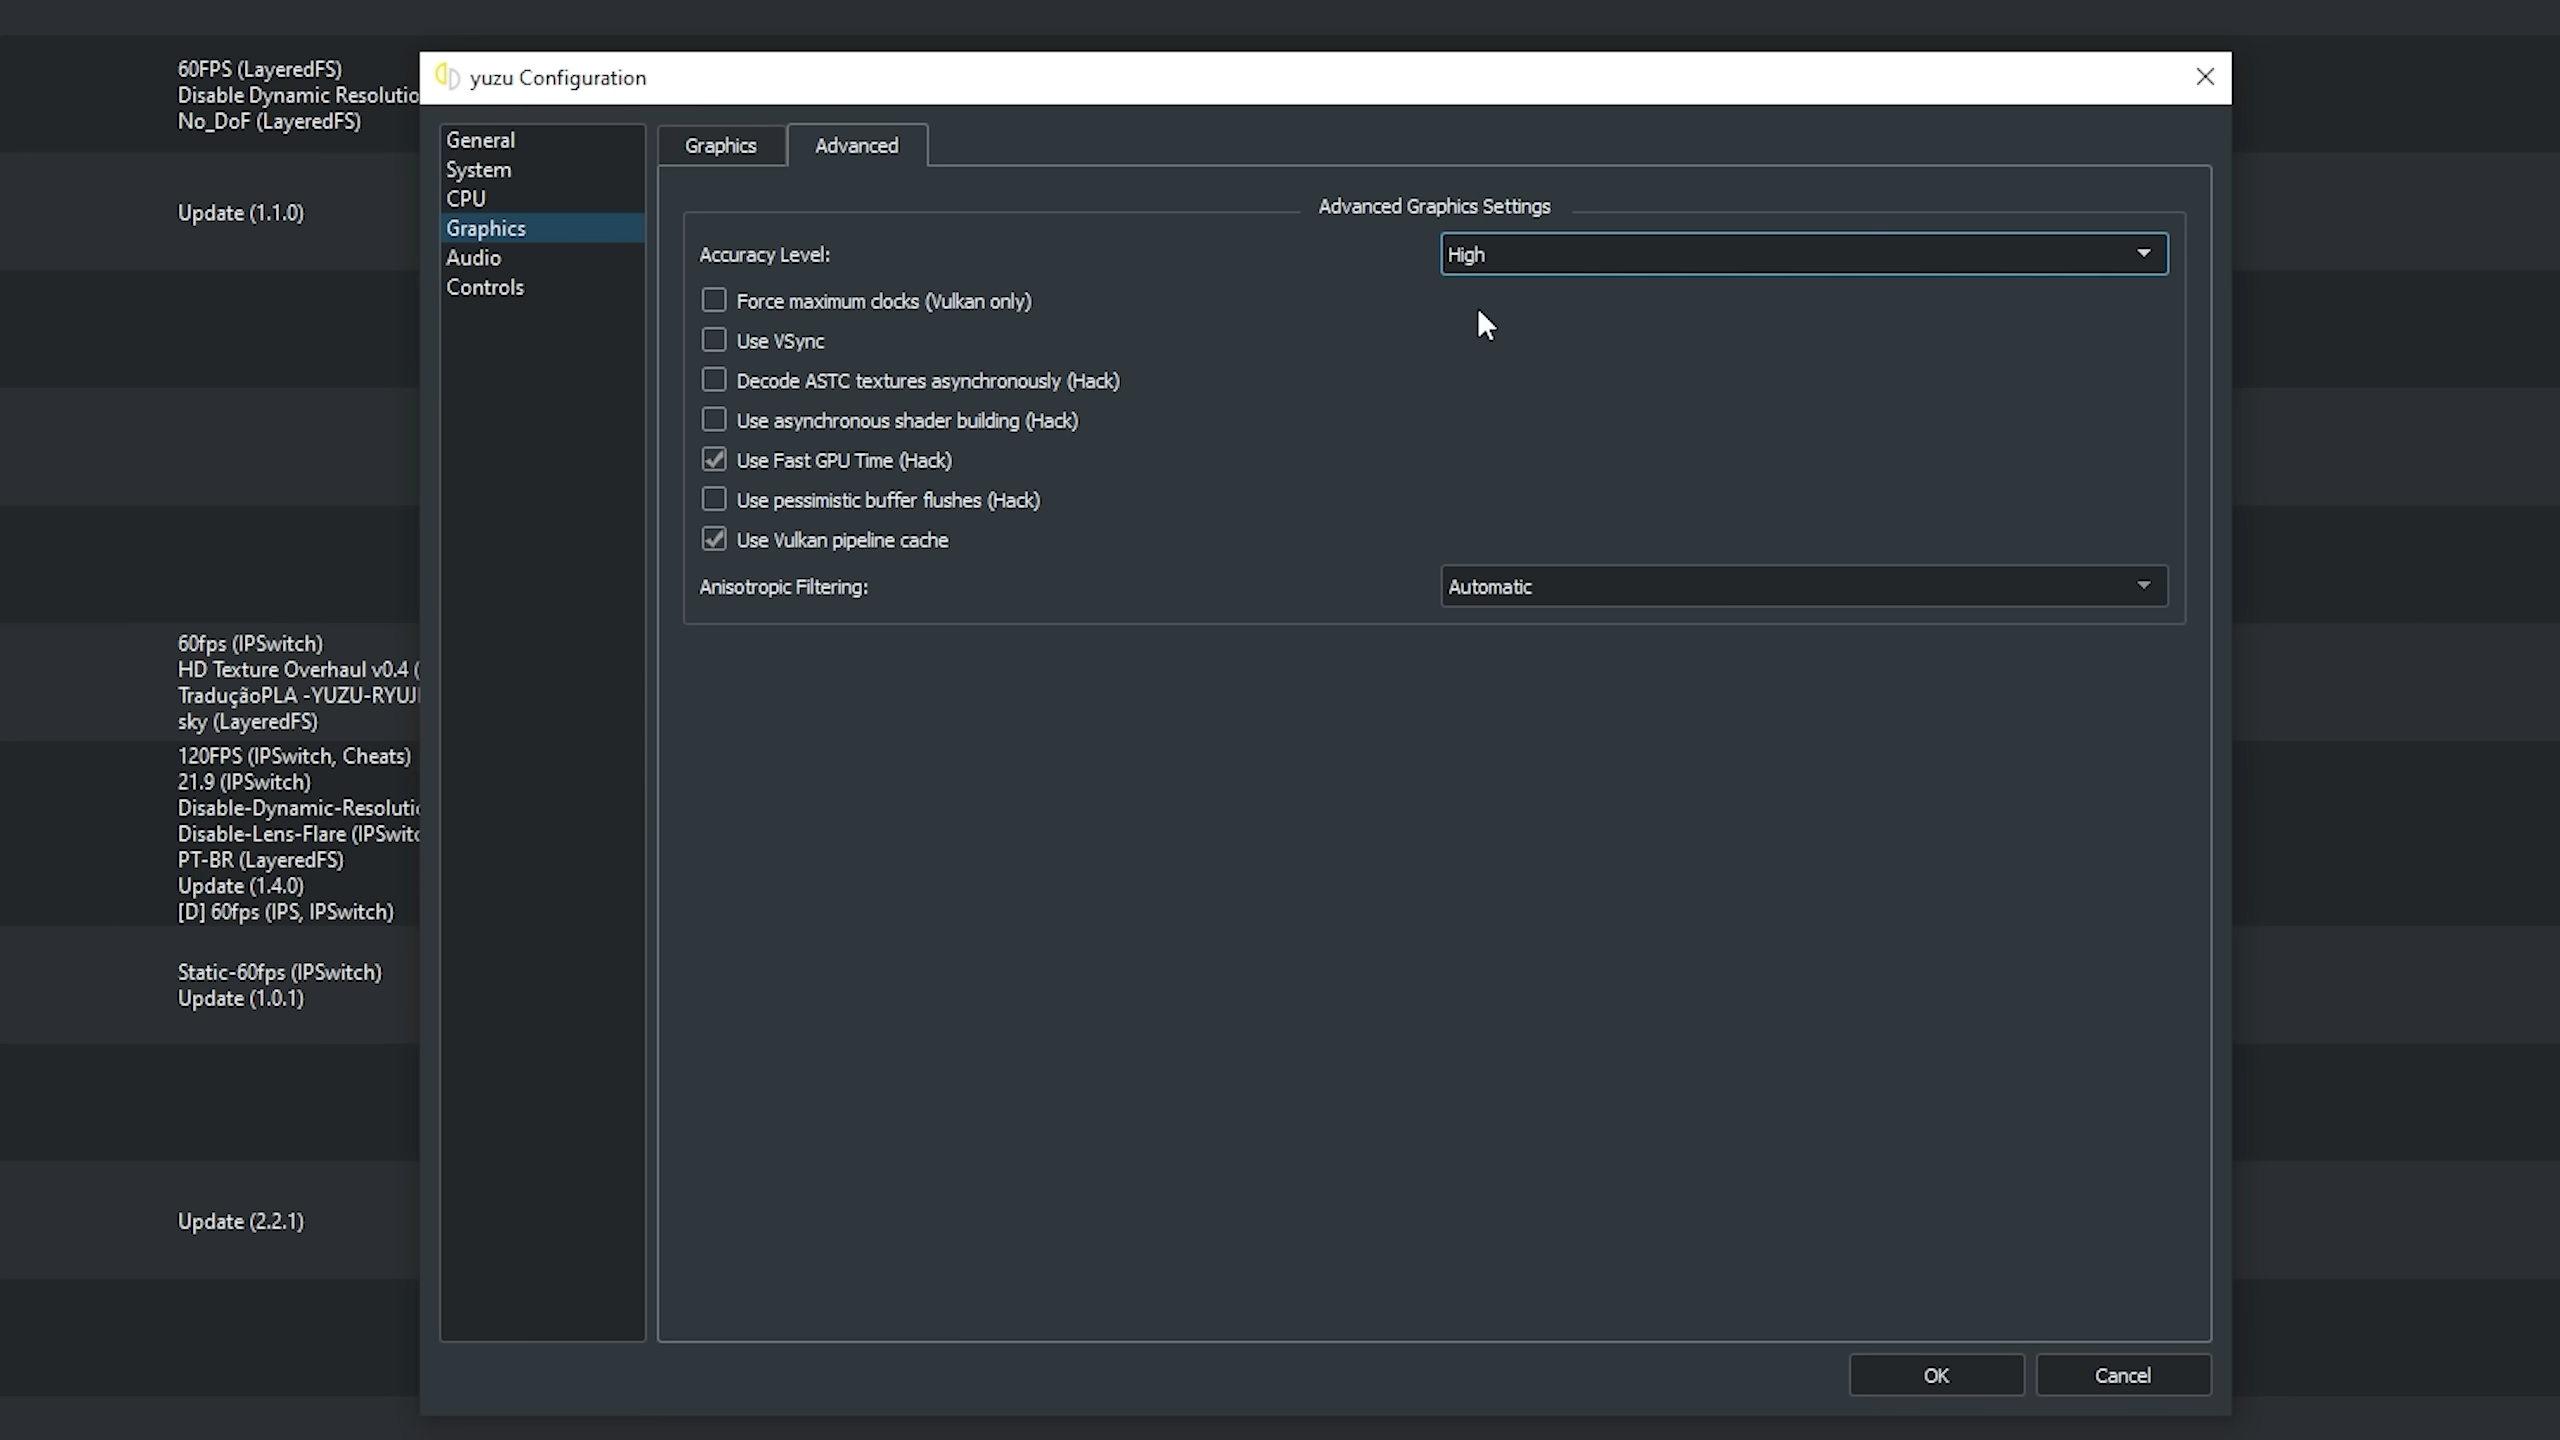 60FPS (LayeredFS)
Disable Dynamic Resolutio
No_DoF (LayeredFS)
Update (1.1.0)
60fps (IPSwitch)
HD Texture Overhaul v0.4 (
TraduçãoPLA -YUZU-RYUJI
sky (LayeredFS)
120FPS (IPSwitch, Cheats)
21.9 (IPSwitch)
Disable-Dynamic-Resolutio
Disable-Lens-Flare (IPSwitc
PT-BR (LayeredFS)
Update (1.4.0)
[D] 60fps (IPS, IPSwitch)
Static-60fps (IPSwitch)
Update (1.0.1)
Update (2.2.1)
yuzu Configuration
General
System
CPU
Graphics
Audio
Controls
Graphics
Advanced
Advanced Graphics Settings
Accuracy Level:
High
Force maximum clocks (Vulkan only)
Use VSync
Decode ASTC textures asynchronously (Hack)
Use asynchronous shader building (Hack)
Use Fast GPU Time (Hack)
Use pessimistic buffer flushes (Hack)
Use Vulkan pipeline cache
Anisotropic Filtering:
Automatic
OK
Cancel